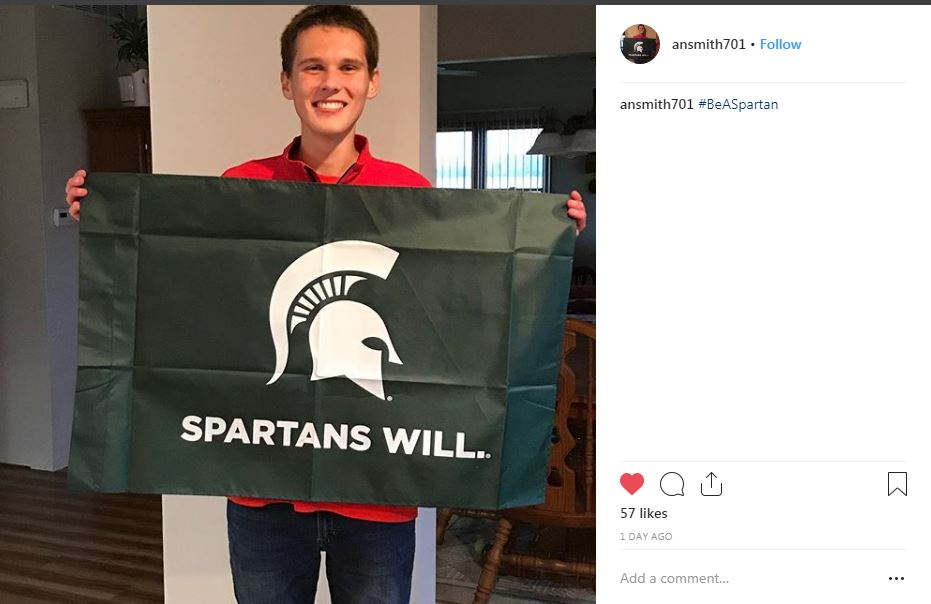 SPARTANS WILL.
ansmith701 • Follow
ansmith701 #BeASpartan
57 likes
1 DAY AGO
Add a comment...